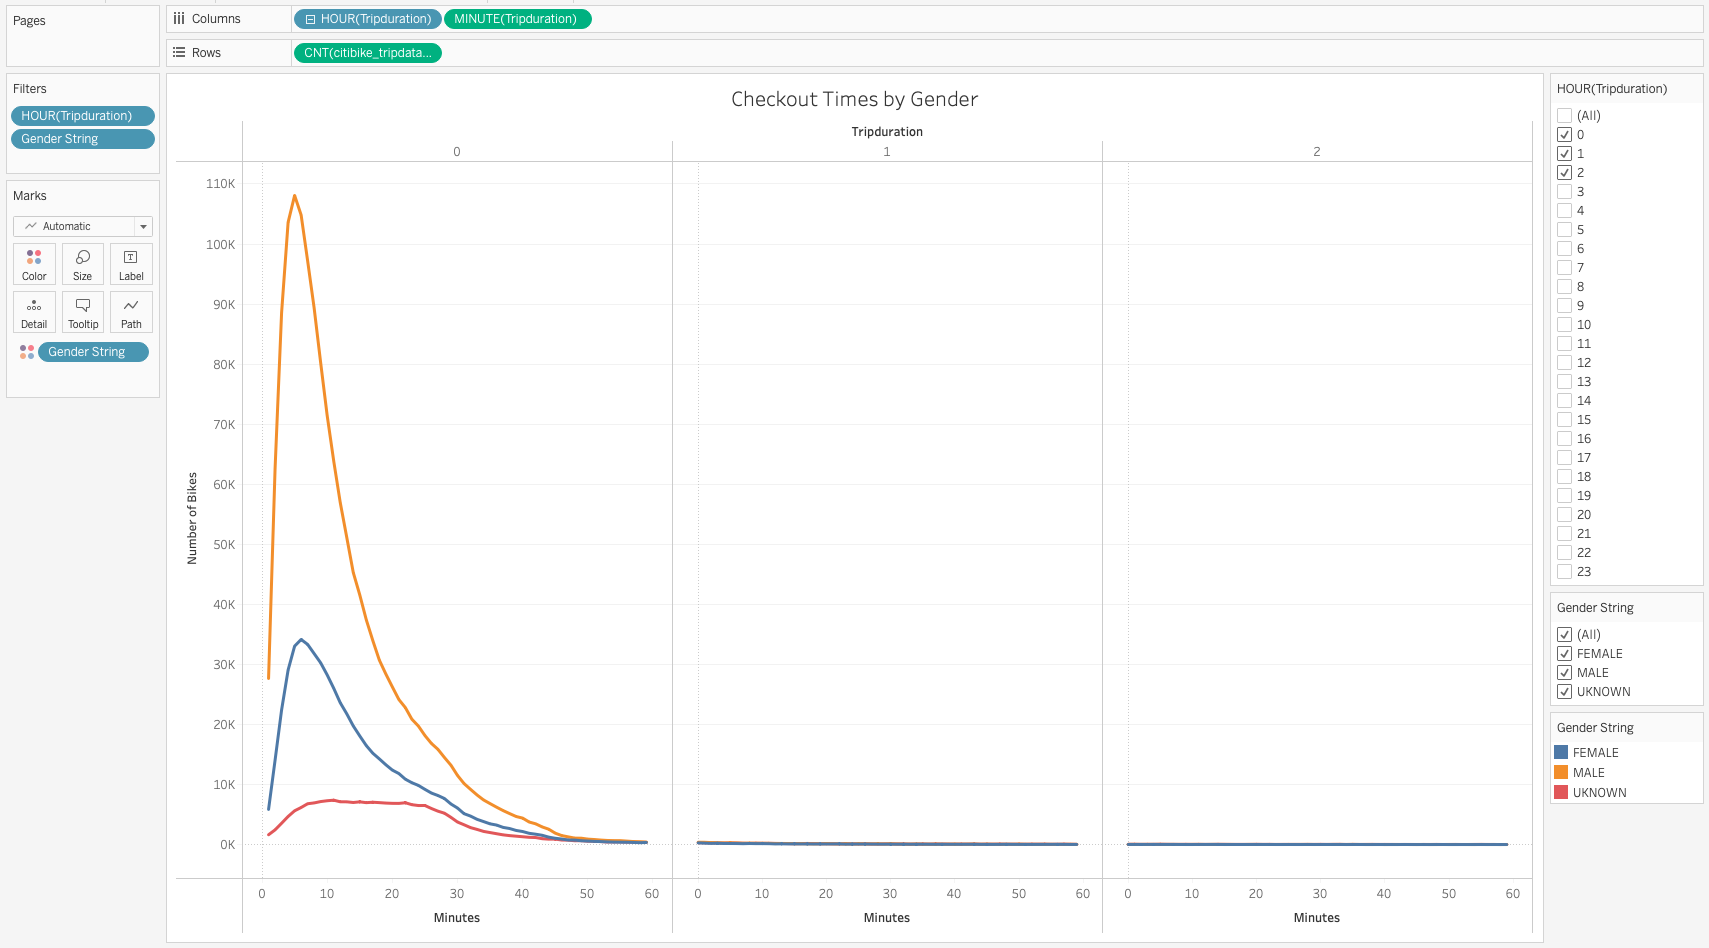 Pages
Columns
HOUR(Tripduration) MINUTE(Tripduration)
Rows
CNT(citibike_tripdata...
Filters
HOUR(Tripduration)
Gender String
Marks
Automatic
Color Size Label
Detail Tooltip Path
Gender String
Checkout Times by Gender
Tripduration
0 1 2
110K
100K
90K
80K
70K
60K
50K
40K
30K
20K
10K
0K
Number of Bikes
0 10 20 30 40 50 60 0 10 20 30 40 50 60 0 10 20 30 40 50 60
Minutes Minutes Minutes
HOUR(Tripduration)
(All)
0
1
2
3
4
5
6
7
8
9
10
11
12
13
14
15
16
17
18
19
20
21
22
23
Gender String
(All)
FEMALE
MALE
UKNOWN
Gender String
FEMALE
MALE
UKNOWN